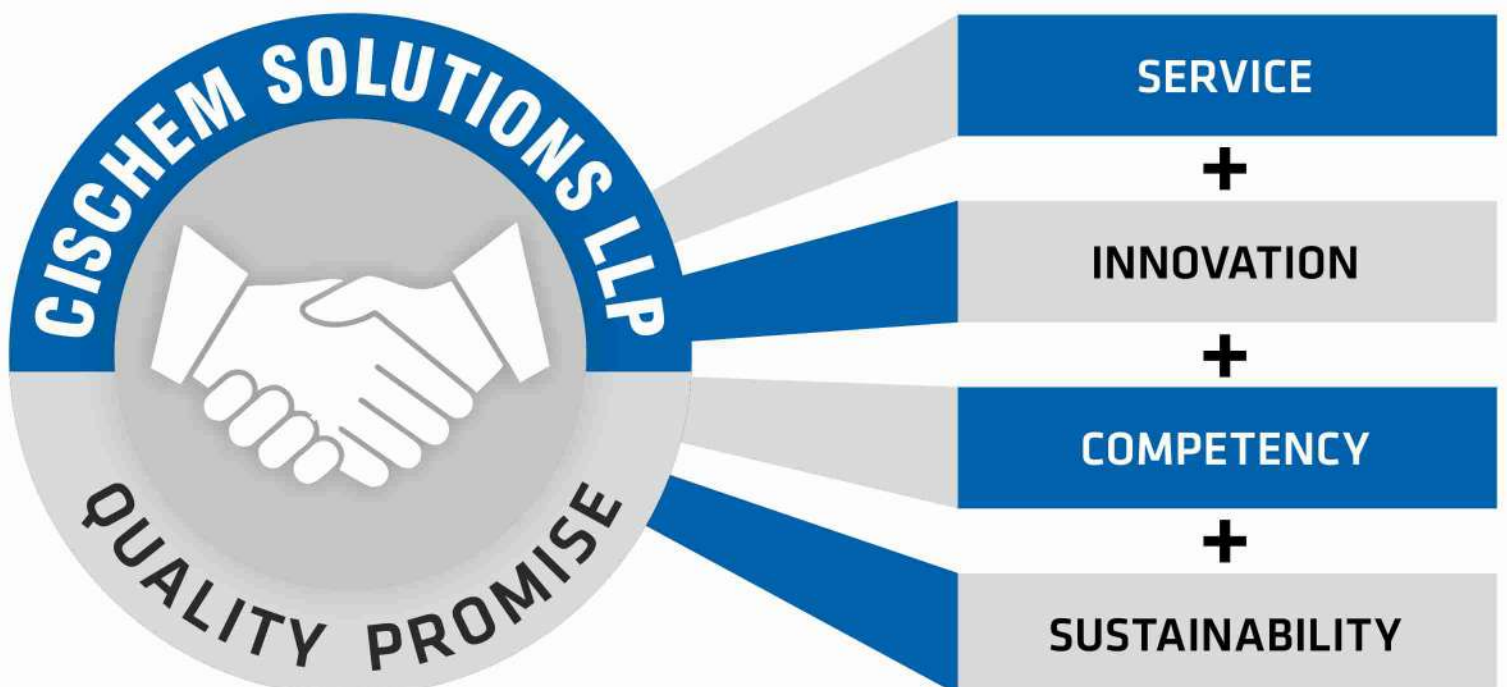 CISCHEM SOLUTIONS LLP
QUALITY PROMISE
SERVICE
+
INNOVATION
+
COMPETENCY
+
SUSTAINABILITY